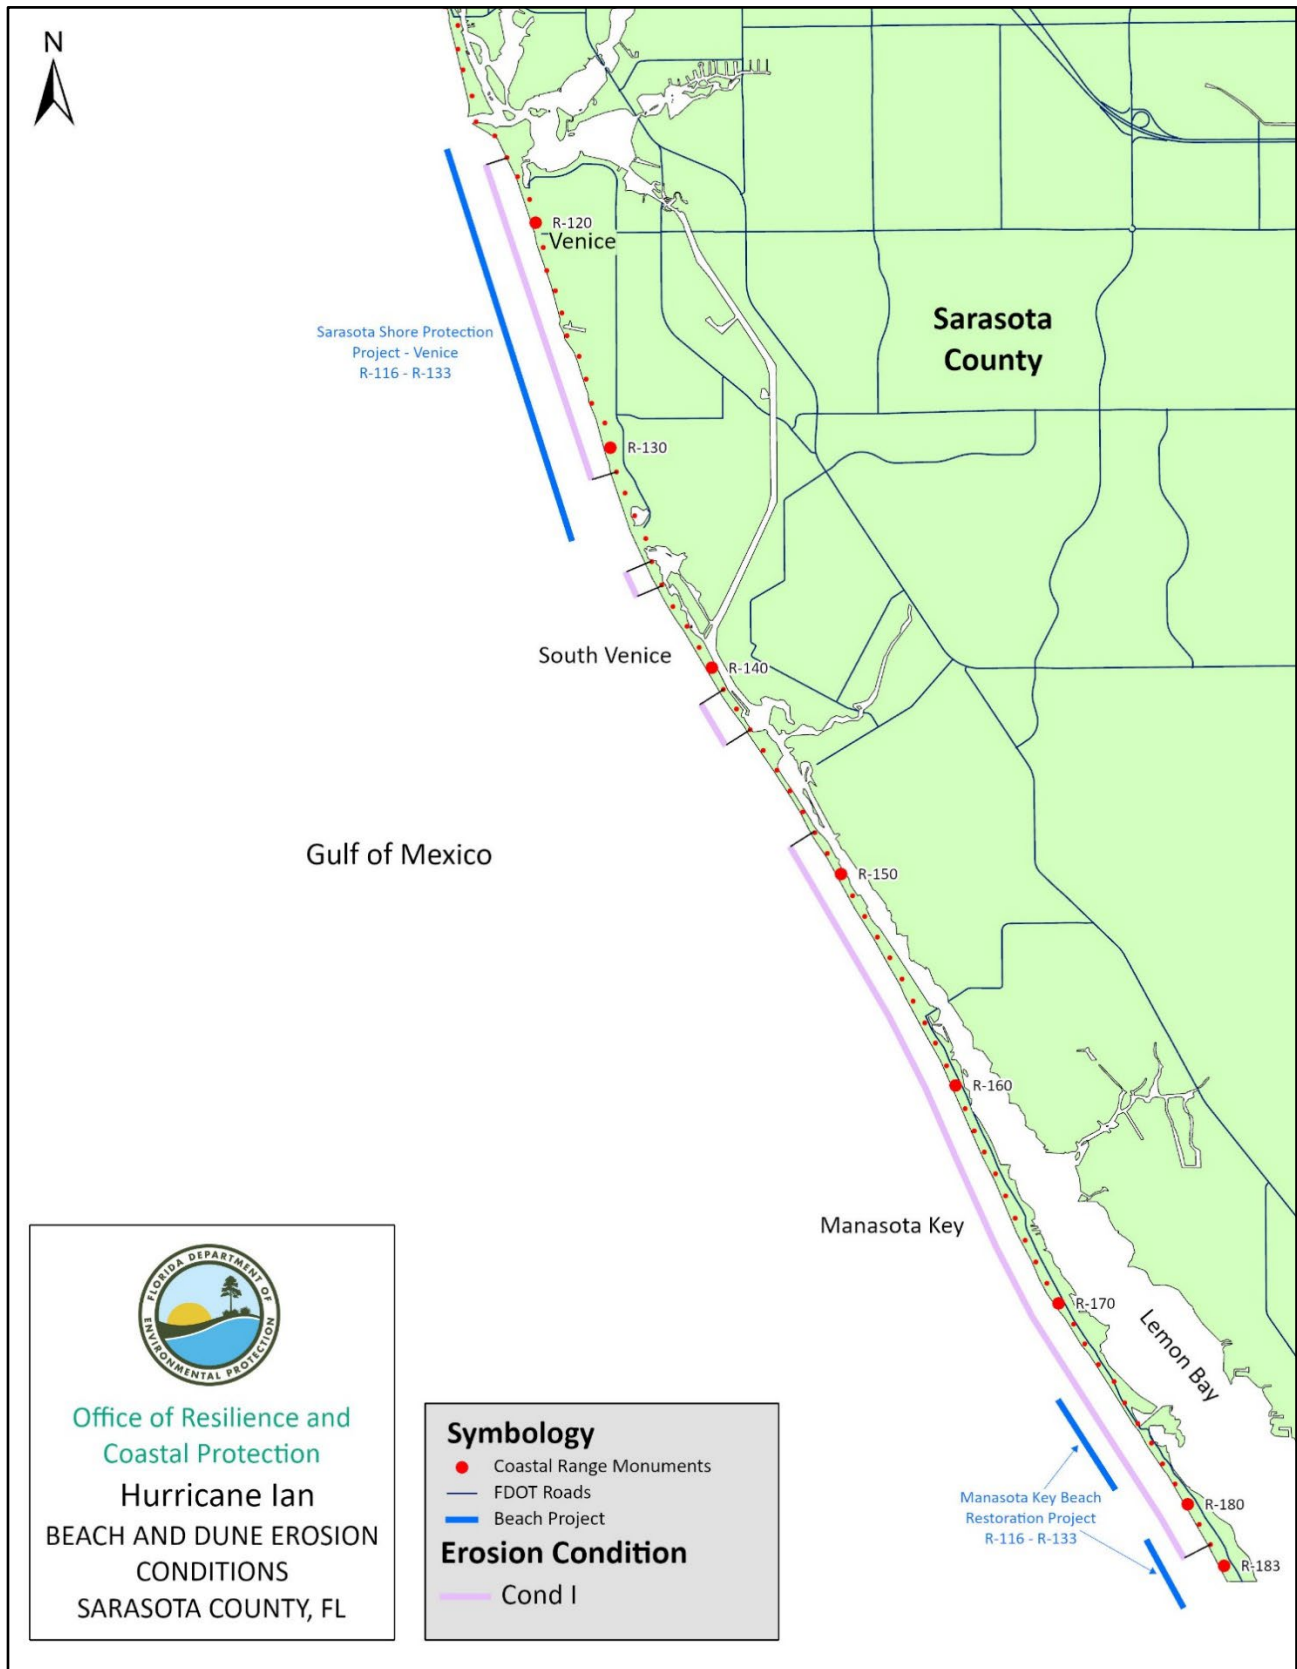 N
R-120
Venice
Sarasota Shore Protection
Project - Venice
R-116 - R-133
Sarasota
County
R-130
South Venice
R-140
Gulf of Mexico
R-150
R-160
Manasota Key
R-170
Lemon Bay
Manasota Key Beach
Restoration Project
R-116 - R-133
R-180
R-183
FLORIDA DEPARTMENT OF
ENVIRONMENTAL PROTECTION
Office of Resilience and
Coastal Protection
Hurricane Ian
BEACH AND DUNE EROSION
CONDITIONS
SARASOTA COUNTY, FL
Symbology
Coastal Range Monuments
FDOT Roads
Beach Project
Erosion Condition
Cond I